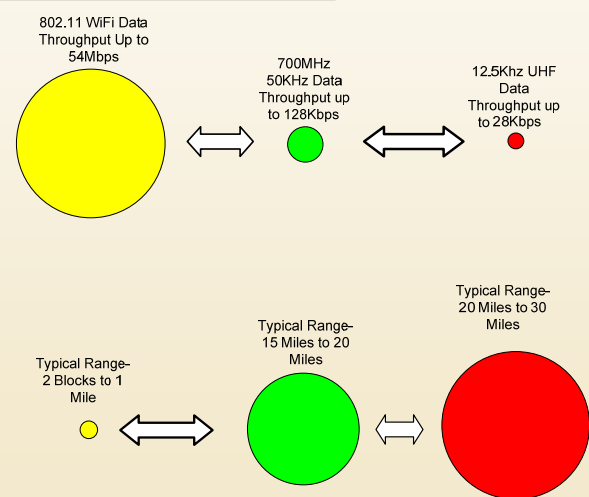 802.11 WiFi Data
Throughput Up to
54Mbps
700MHz
50KHz Data
Throughput up
to 128Kbps
12.5Khz UHF
Data
Throughput up
to 28Kbps
Typical Range-
2 Blocks to 1
Mile
Typical Range-
15 Miles to 20
Miles
Typical Range-
20 Miles to 30
Miles